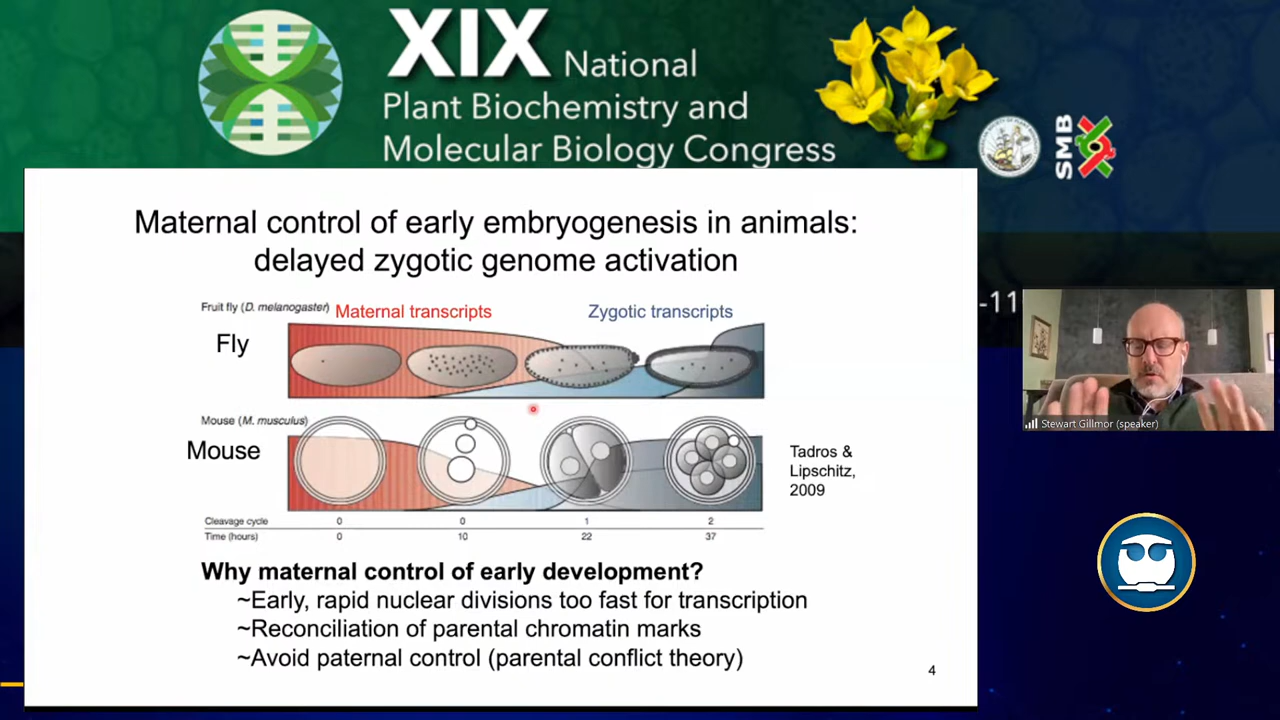 XIX National
Plant Biochemistry and
Molecular Biology Congress
SMB
-11
Maternal control of early embryogenesis in animals:
delayed zygotic genome activation
Fruit fly (D. melanogaster)
Maternal transcripts
Zygotic transcripts
Fly
Mouse (M. musculus)
Mouse
Tadros &
Lipschitz,
2009
Cleavage cycle 0 0 1 2
Time (hours) 0 10 22 37
Why maternal control of early development?
~Early, rapid nuclear divisions too fast for transcription
~Reconciliation of parental chromatin marks
~Avoid paternal control (parental conflict theory)
4
Stewart Gillmor (speaker)